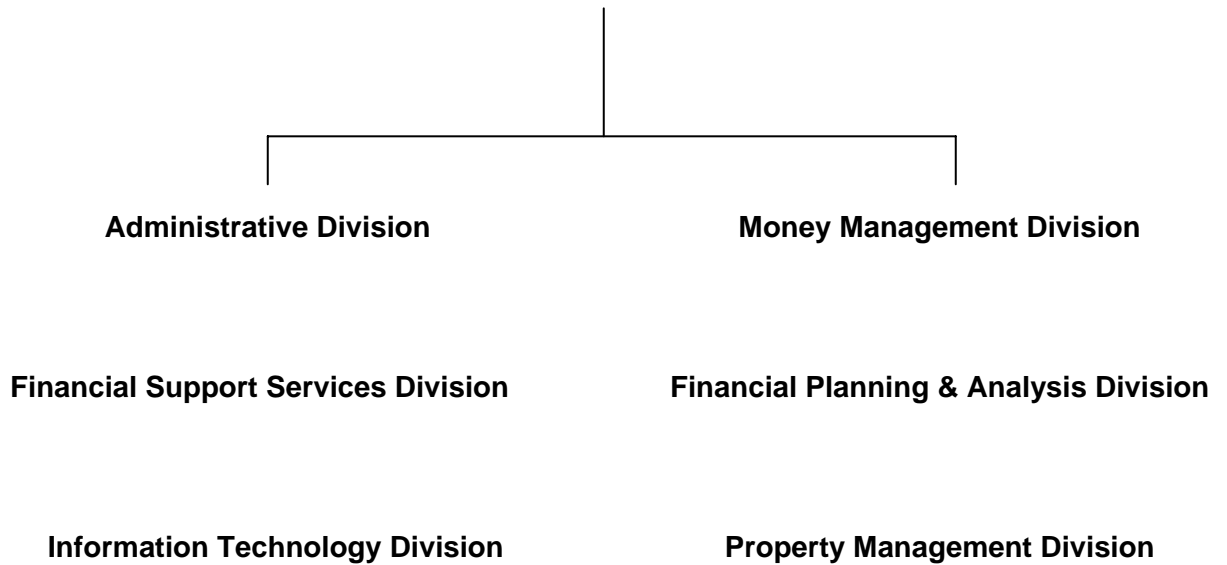 Administrative Division
Money Management Division
Financial Support Services Division
Financial Planning & Analysis Division
Information Technology Division
Property Management Division